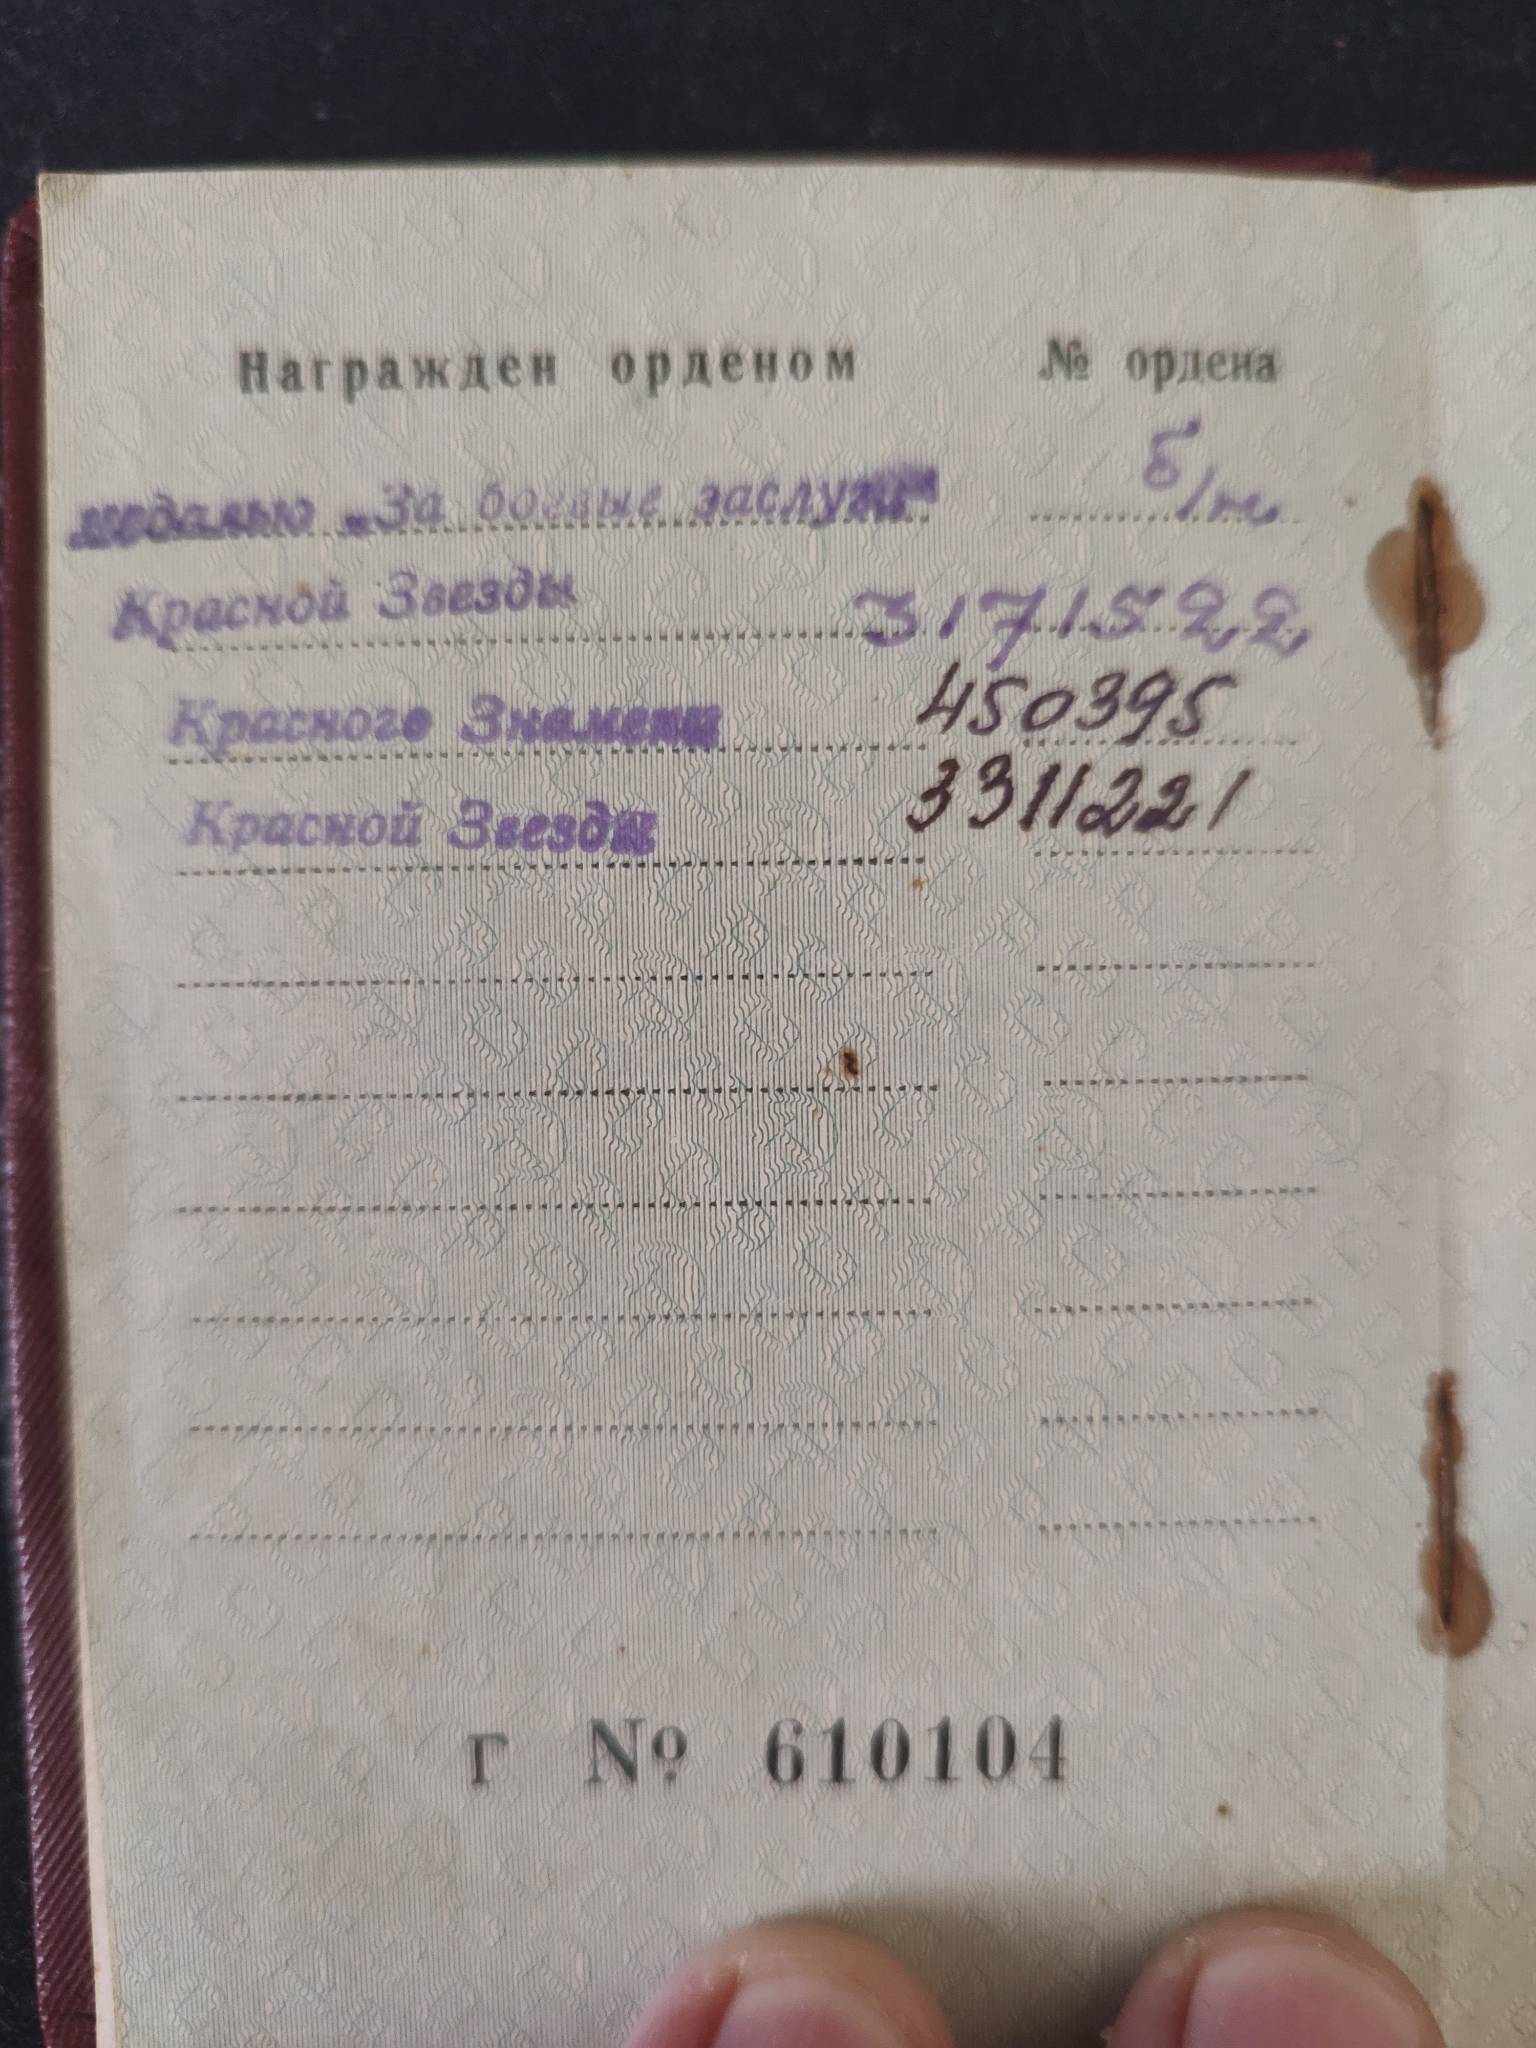 Награжден орденом № ордена
медалью „За боевые заслуги" б/н
Красной Звезды 3171522
Красного Знамени 450395
Красной Звезды 3311221
Г № 610104